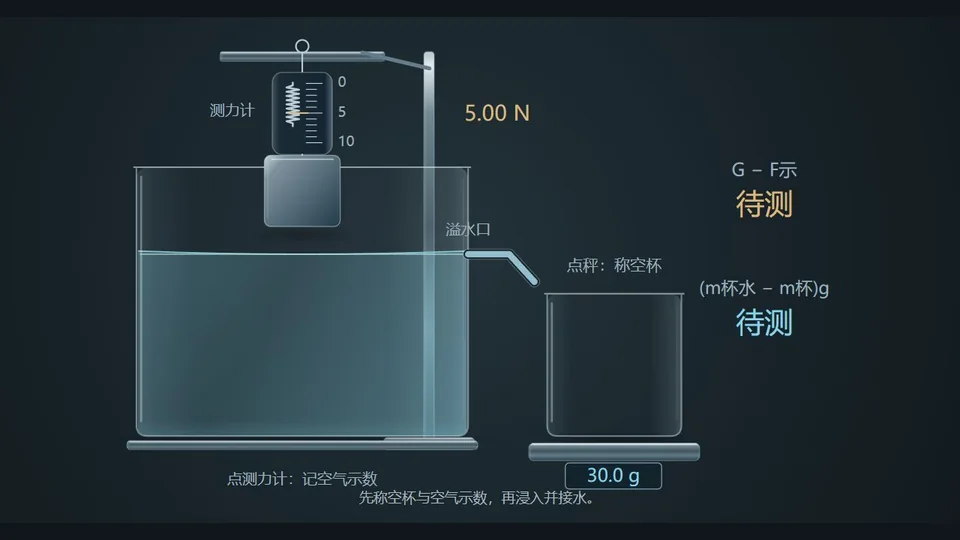 0
测力计
5
5.00 N
10
G – F示
待测
溢水口
点秤：称空杯
(m杯水 – m杯)g
待测
30.0 g
点测力计：记空气示数
先称空杯与空气示数，再浸入并接水。